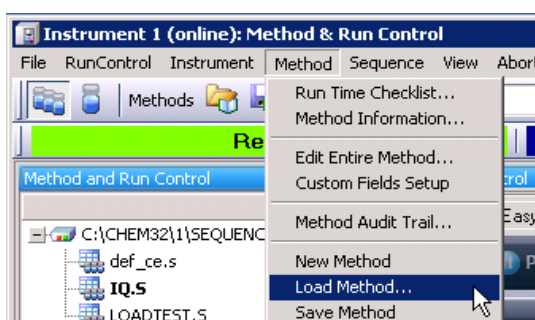 Instrument 1 (online): Method & Run Control
File RunControl Instrument Method Sequence View Abort
Methods
Run Time Checklist...
Method Information...
Re
Edit Entire Method...
Method and Run Control
Custom Fields Setup
trol
Method Audit Trail...
Easy
C:\CHEM32\1\SEQUENC
def_ce.s
New Method
IQ.S
Load Method...
P
LOADTEST.S
Save Method